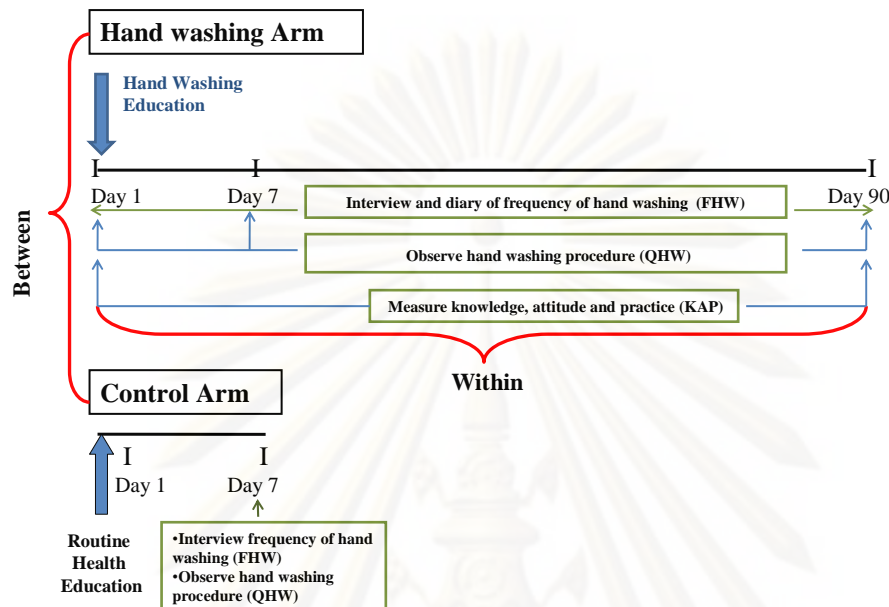 Hand washing Arm
Hand Washing
Education
I I I
Day 1 Day 7 Day 90
Interview and diary of frequency of hand washing (FHW)
Observe hand washing procedure (QHW)
Measure knowledge, attitude and practice (KAP)
Between
Within
Control Arm
I I
Day 1 Day 7
Routine
Health
Education
•Interview frequency of hand
washing (FHW)
•Observe hand washing
procedure (QHW)